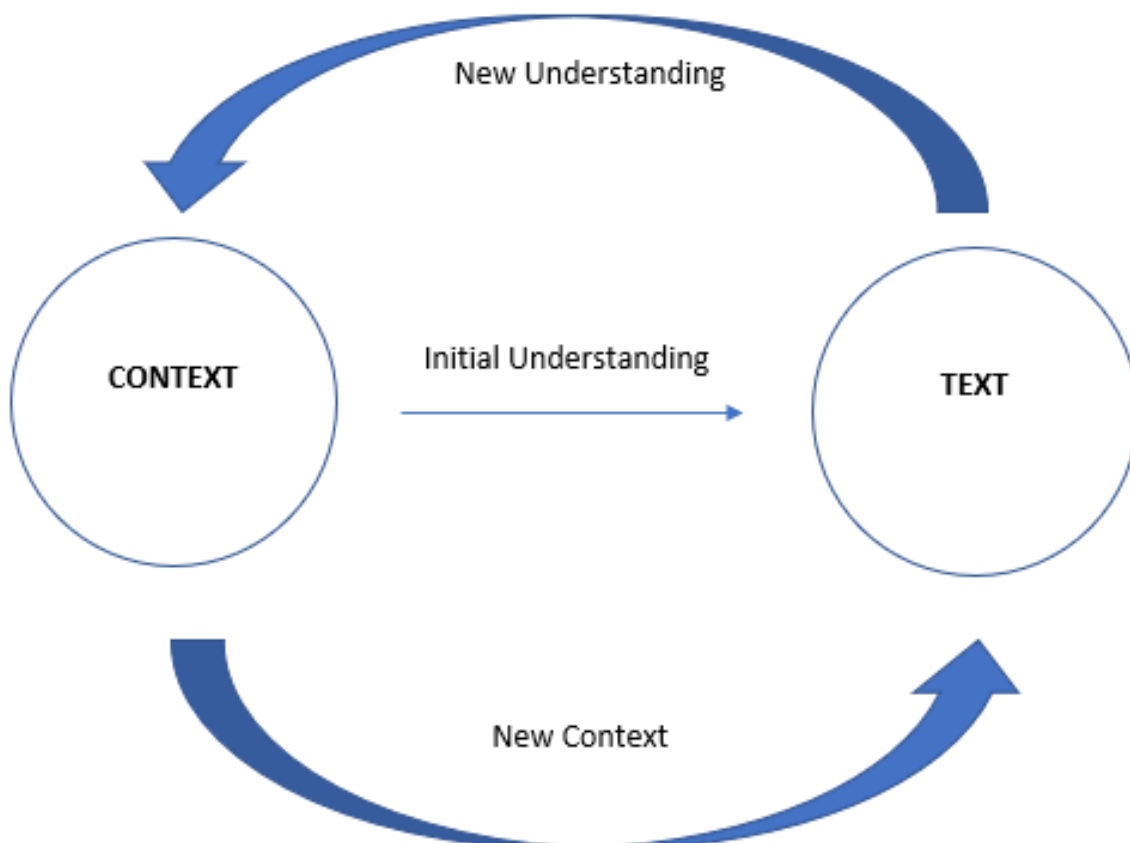 New Understanding
Initial Understanding
CONTEXT
TEXT
New Context